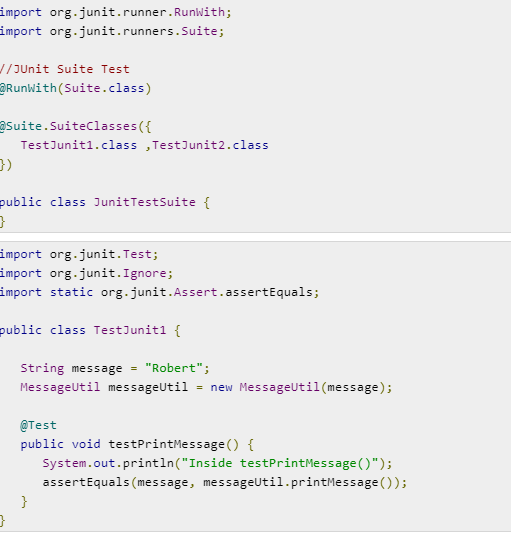 import org.junit.runner.RunWith;
import org.junit.runners.Suite;
//JUnit Suite Test
@RunWith(Suite.class)
@Suite.SuiteClasses({
TestJunit1.class ,TestJunit2.class
})
public class JunitTestSuite {
}
import org.junit.Test;
import org.junit.Ignore;
import static org.junit.Assert.assertEquals;
public class TestJunit1 {
String message = "Robert";
MessageUtil messageUtil = new MessageUtil(message);
@Test
public void testPrintMessage() {
System.out.println("Inside testPrintMessage()");
assertEquals(message, messageUtil.printMessage());
}
}